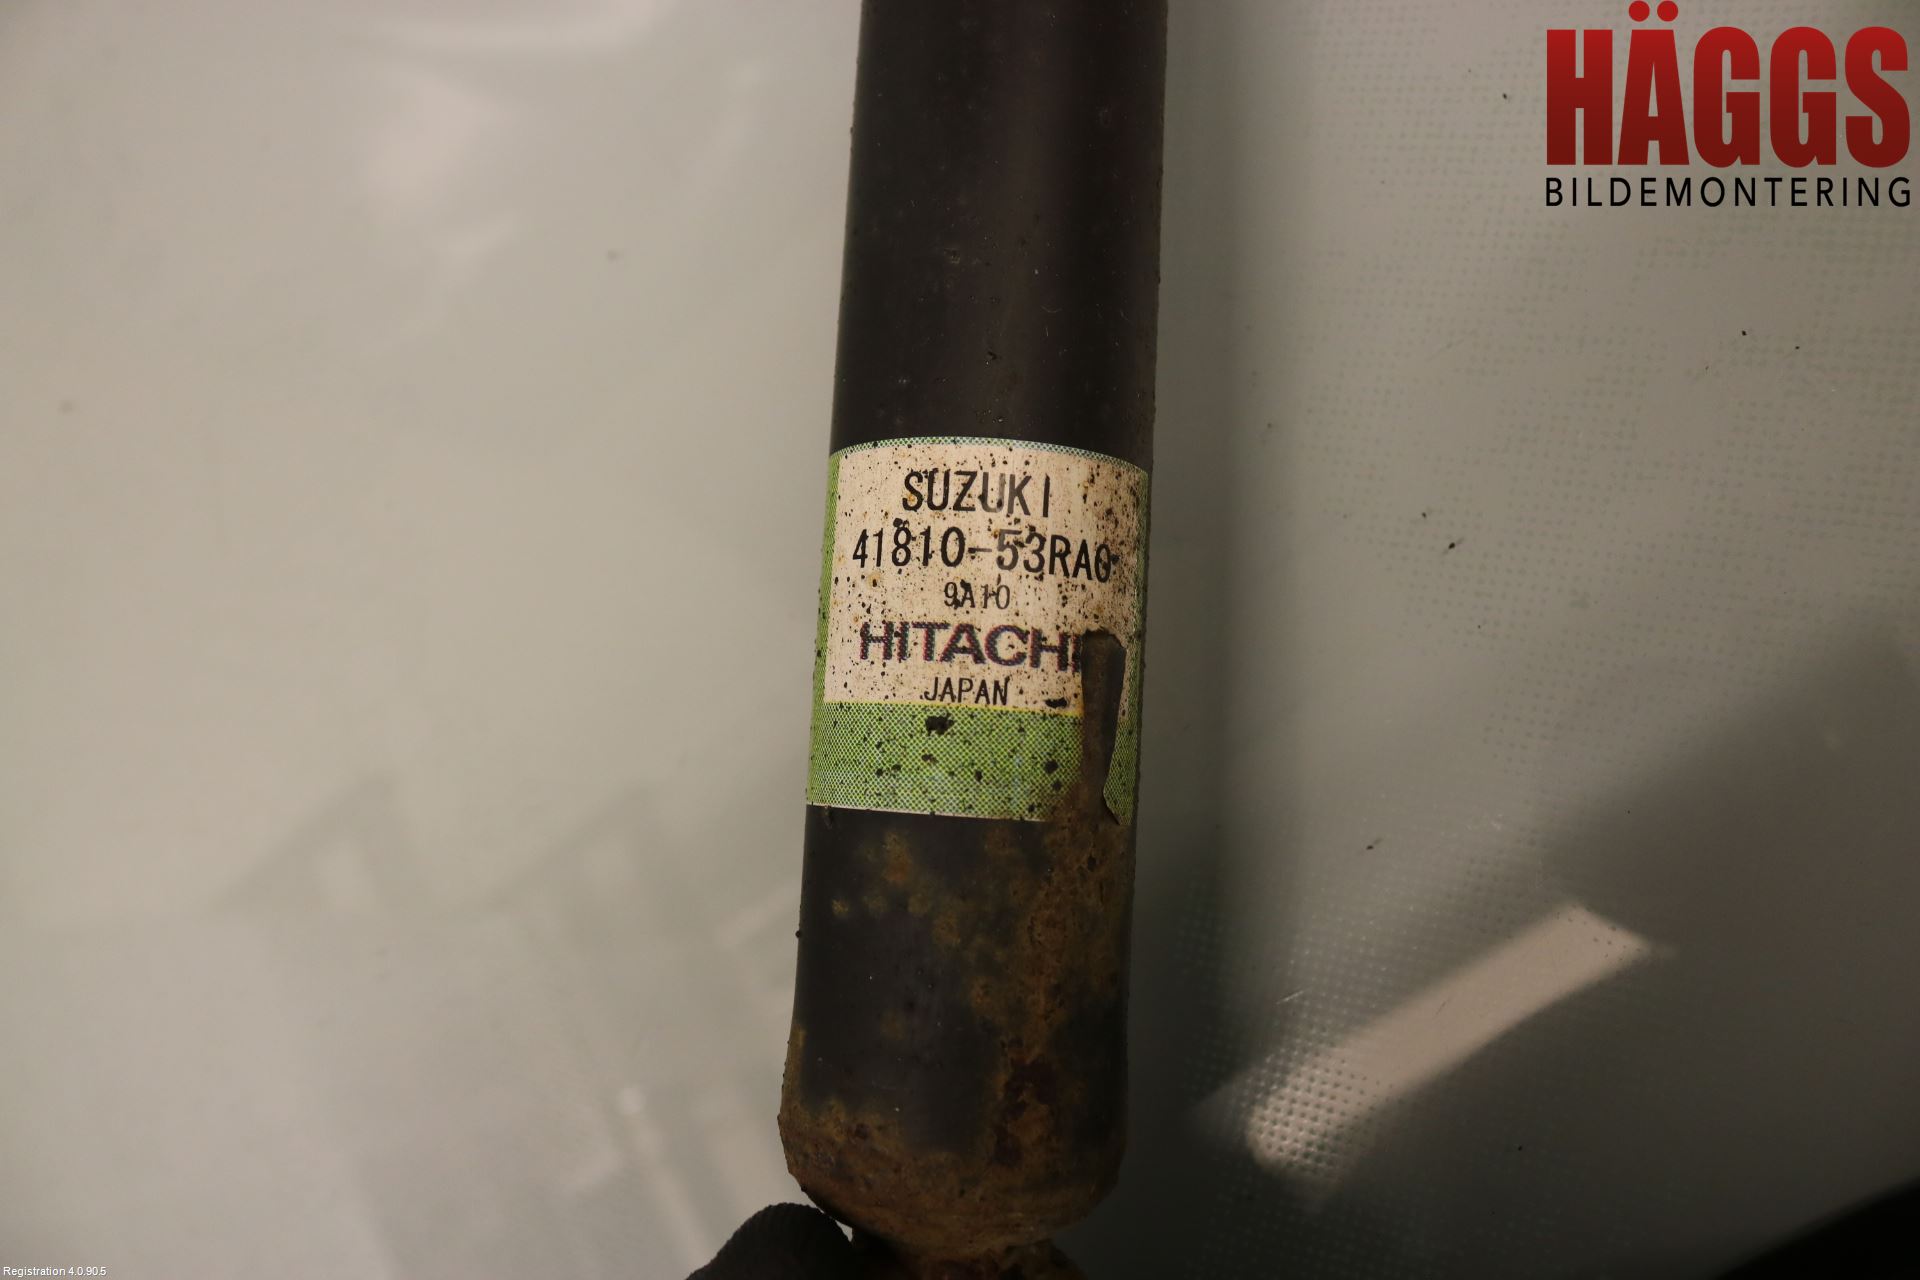 HÄGGS
BILDEMONTERING
SUZUKI
41810-53RA0
9A10
HITACHI
JAPAN
Registration 4.0.90.5